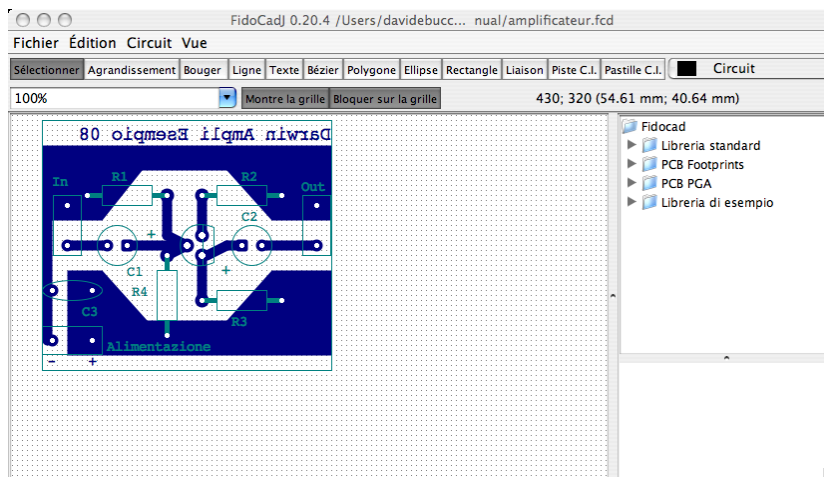 FidoCadJ 0.20.4 /Users/davidebucc... nual/amplificateur.fcd
Fichier Édition Circuit Vue
Sélectionner Agrandissement Bouger Ligne Texte Bézier Polygone Ellipse Rectangle Liaison Piste C.I. Pastille C.I. Circuit
100% Montre la grille Bloquer sur la grille 430; 320 (54.61 mm; 40.64 mm)
Darwin Ampli Esempio 08
In R1 R2 Out
C2
+
C1 +
R4
C3 R3
Alimentazione
- +
Fidocad
Libreria standard
PCB Footprints
PCB PGA
Libreria di esempio